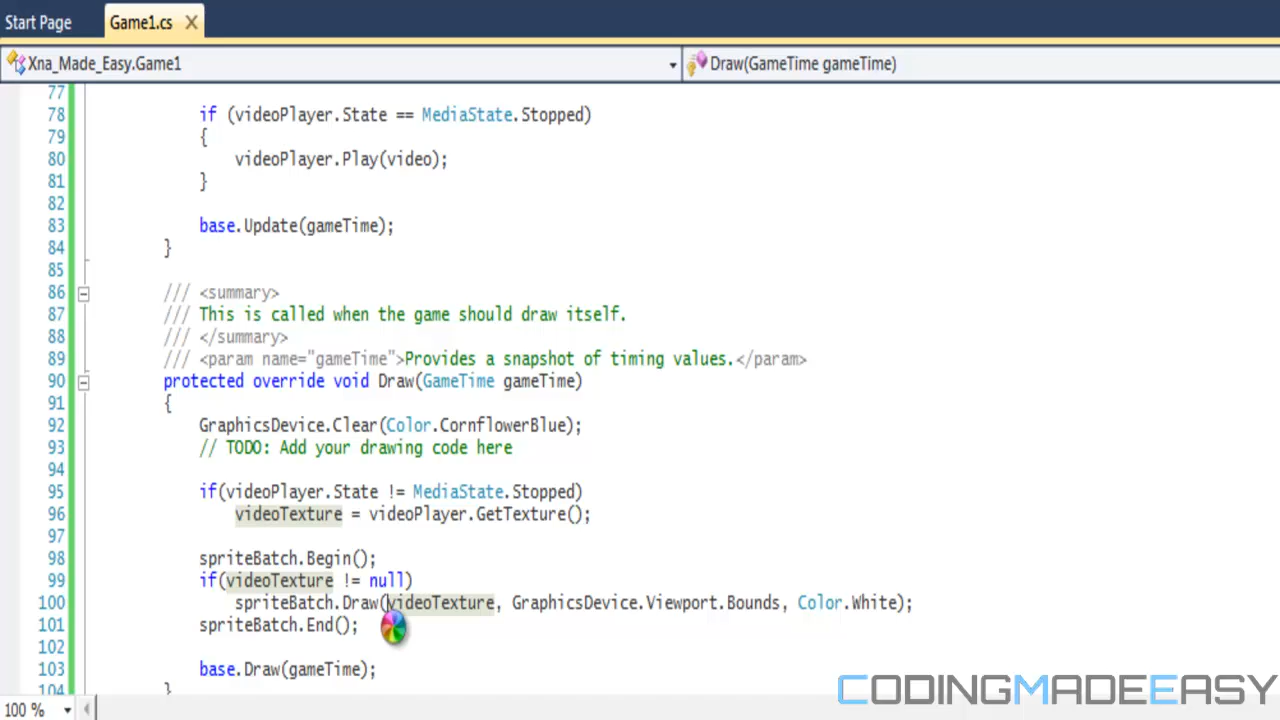 Start Page
Game1.cs
Xna_Made_Easy.Game1
Draw(GameTime gameTime)
77
78 if (videoPlayer.State == MediaState.Stopped)
79 {
80 videoPlayer.Play(video);
81 }
82
83 base.Update(gameTime);
84 }
85
86 /// <summary>
87 /// This is called when the game should draw itself.
88 /// </summary>
89 /// <param name="gameTime">Provides a snapshot of timing values.</param>
90 protected override void Draw(GameTime gameTime)
91 {
92 GraphicsDevice.Clear(Color.CornflowerBlue);
93 // TODO: Add your drawing code here
94
95 if(videoPlayer.State != MediaState.Stopped)
96 videoTexture = videoPlayer.GetTexture();
97
98 spriteBatch.Begin();
99 if(videoTexture != null)
100 spriteBatch.Draw(videoTexture, GraphicsDevice.Viewport.Bounds, Color.White);
101 spriteBatch.End();
102
103 base.Draw(gameTime);
104 }
100 %
CODINGMADEEASY